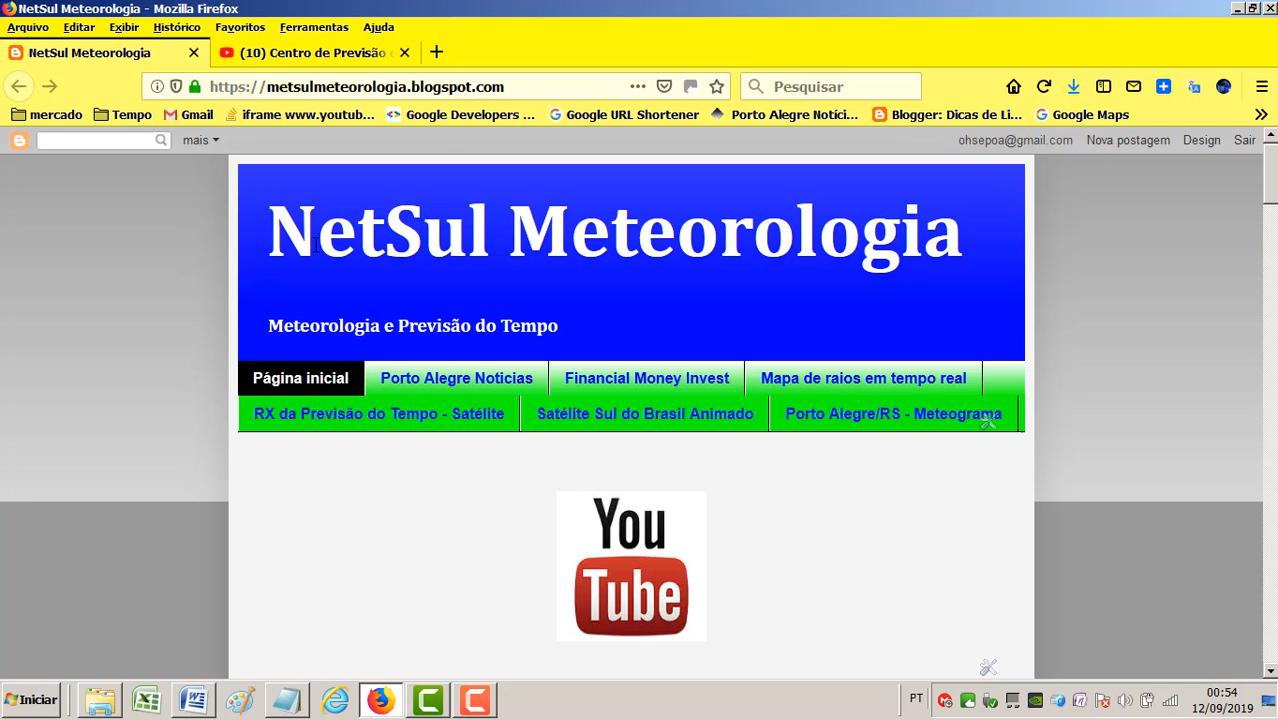 NetSul Meteorologia - Mozilla Firefox
Arquivo Editar Exibir Histórico Favoritos Ferramentas Ajuda
NetSul Meteorologia (10) Centro de Previsão
https://metsulmeteorologia.blogspot.com Pesquisar
mercado Tempo Gmail iframe www.youtub... Google Developers ... Google URL Shortener Porto Alegre Notíci... Blogger: Dicas de Li... Google Maps
mais ohsepoa@gmail.com Nova postagem Design Sair
NetSul Meteorologia
Meteorologia e Previsão do Tempo
Página inicial Porto Alegre Noticias Financial Money Invest Mapa de raios em tempo real
RX da Previsão do Tempo - Satélite Satélite Sul do Brasil Animado Porto Alegre/RS - Meteograma
You
Tube
Iniciar PT 00:54
12/09/2019